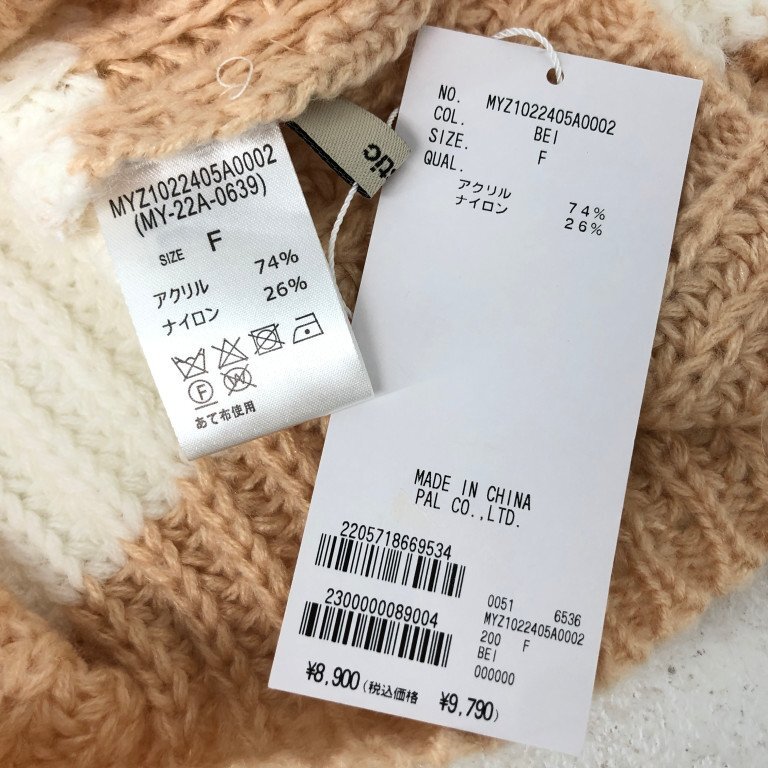 MYZ1022405A0002
(MY-22A-0639)
SIZE F
アクリル 74%
ナイロン 26%
F
W
あて布使用
tic
NO. MYZ1022405A0002
COL. BEI
SIZE. F
QUAL.
アクリル 74%
ナイロン 26%
MADE IN CHINA
PAL CO.,LTD.
2205718669534
2300000089004
0051 6536
MYZ1022405A0002
200 F
BEI
000000
¥8,900(税込価格 ¥9,790)